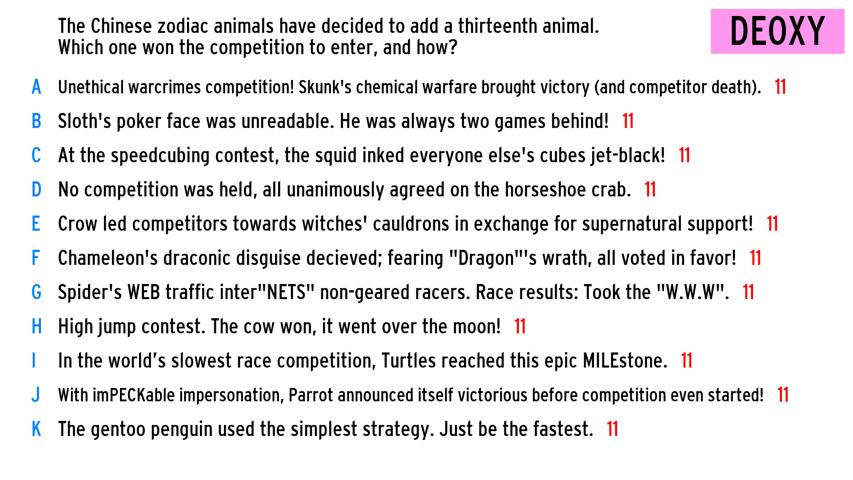 The Chinese zodiac animals have decided to add a thirteenth animal.
Which one won the competition to enter, and how?
DEOXY
A Unethical warcrimes competition! Skunk's chemical warfare brought victory (and competitor death). 11
B Sloth's poker face was unreadable. He was always two games behind! 11
C At the speedcubing contest, the squid inked everyone else's cubes jet-black! 11
D No competition was held, all unanimously agreed on the horseshoe crab. 11
E Crow led competitors towards witches' cauldrons in exchange for supernatural support! 11
F Chameleon's draconic disguise decieved; fearing "Dragon"'s wrath, all voted in favor! 11
G Spider's WEB traffic inter"NETS" non-geared racers. Race results: Took the "W.W.W". 11
H High jump contest. The cow won, it went over the moon! 11
I In the world's slowest race competition, Turtles reached this epic MILEstone. 11
J With imPECKable impersonation, Parrot announced itself victorious before competition even started! 11
K The gentoo penguin used the simplest strategy. Just be the fastest. 11